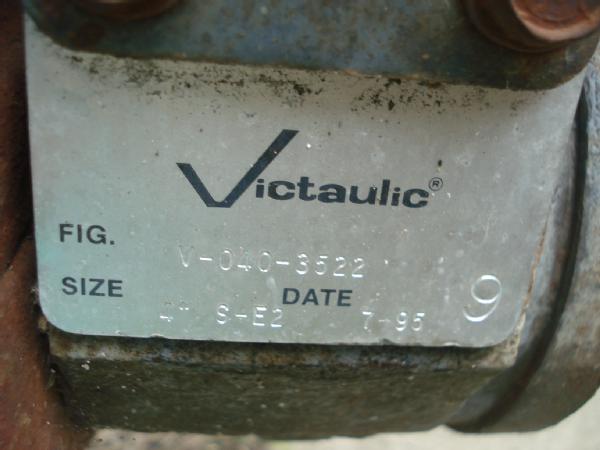 Victaulic®
FIG. V-040-3522
SIZE 4" S-E2 DATE 7-95 9